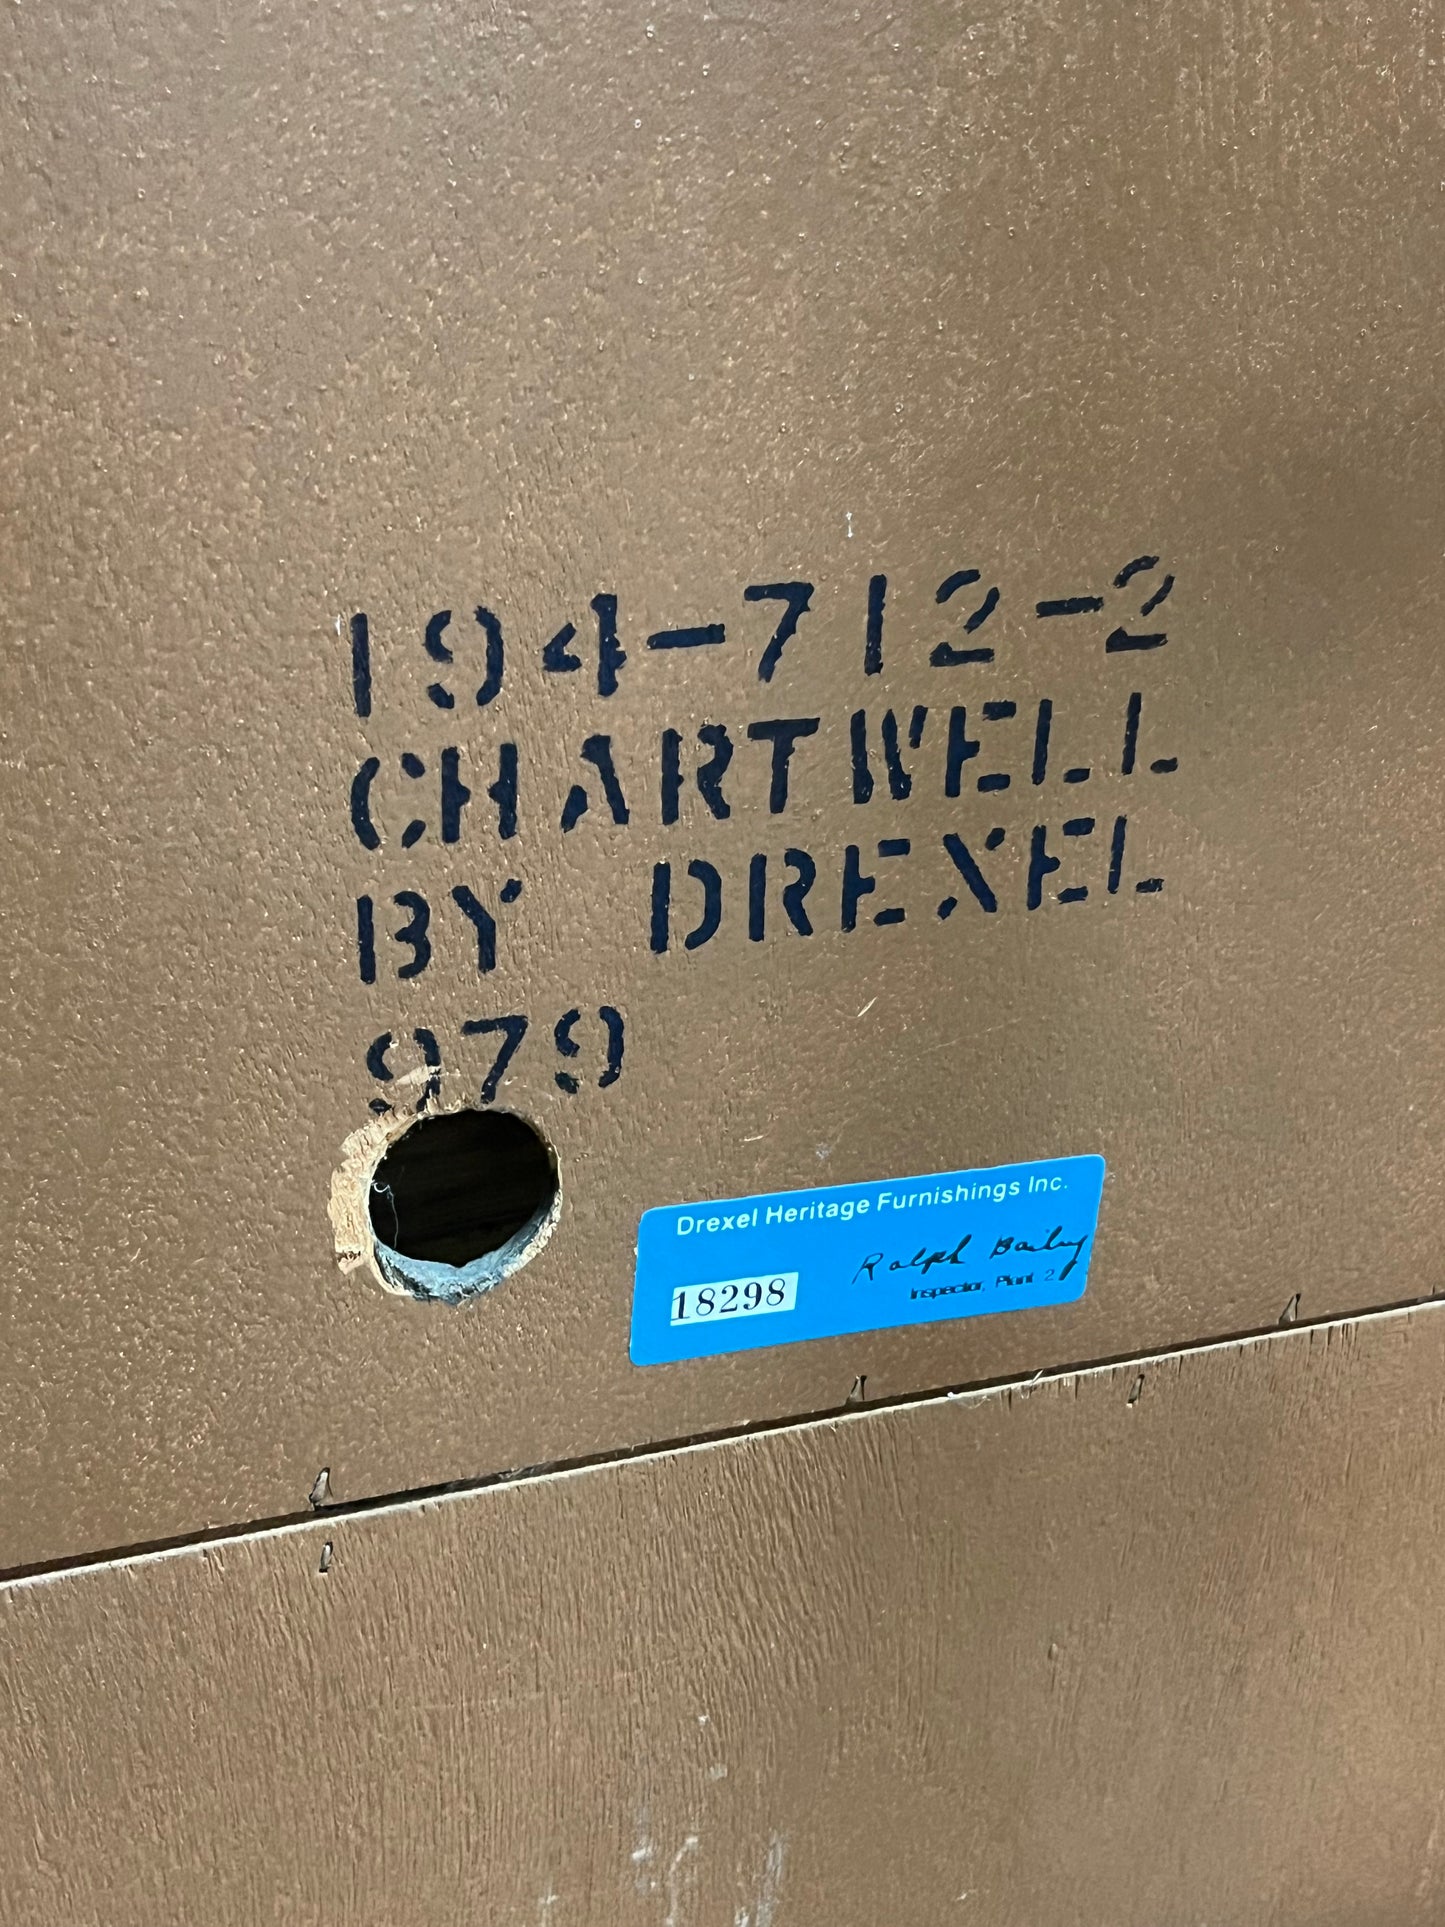 194-712-2
CHARTWELL
BY DREXEL
979
Drexel Heritage Furnishings Inc.
Ralph Bailey
18298
Inspector, Plant 2